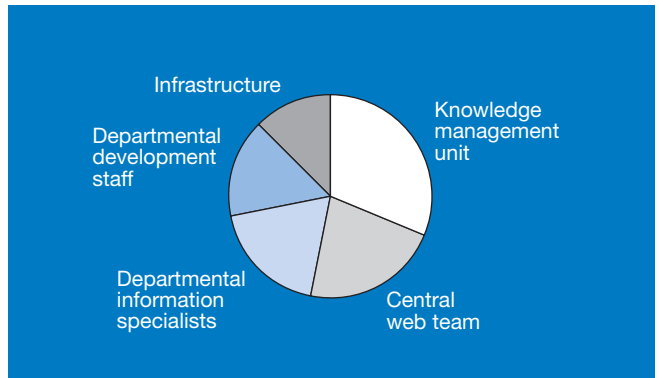 Infrastructure
Knowledge
management
unit
Departmental
development
staff
Departmental
information
specialists
Central
web team